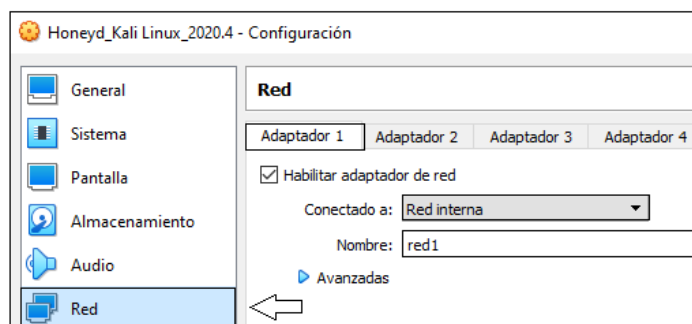 Honeyd_Kali Linux_2020.4 - Configuración
General
Sistema
Pantalla
Almacenamiento
Audio
Red
Red
Adaptador 1 Adaptador 2 Adaptador 3 Adaptador 4
Habilitar adaptador de red
Conectado a: Red interna
Nombre: red1
Avanzadas